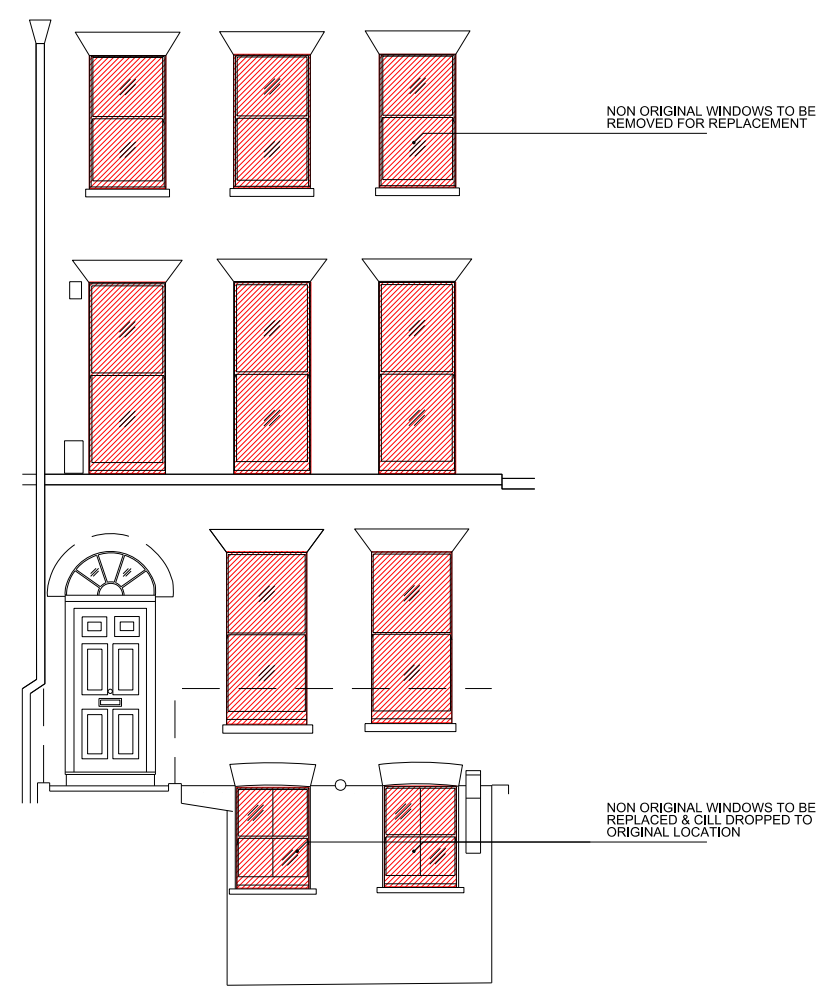 NON ORIGINAL WINDOWS TO BE
REMOVED FOR REPLACEMENT
NON ORIGINAL WINDOWS TO BE
REPLACED & CILL DROPPED TO
ORIGINAL LOCATION